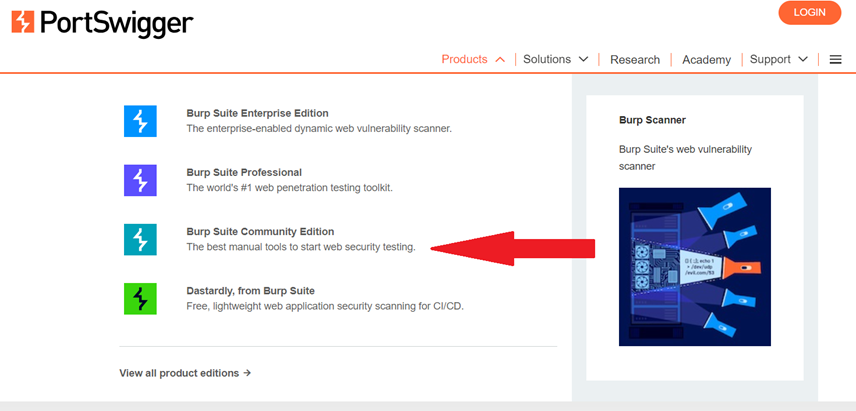 PortSwigger
LOGIN
Products
Solutions
Research
Academy
Support
Burp Suite Enterprise Edition
The enterprise-enabled dynamic web vulnerability scanner.
Burp Suite Professional
The world's #1 web penetration testing toolkit.
Burp Suite Community Edition
The best manual tools to start web security testing.
Dastardly, from Burp Suite
Free, lightweight web application security scanning for CI/CD.
View all product editions →
Burp Scanner
Burp Suite's web vulnerability
scanner